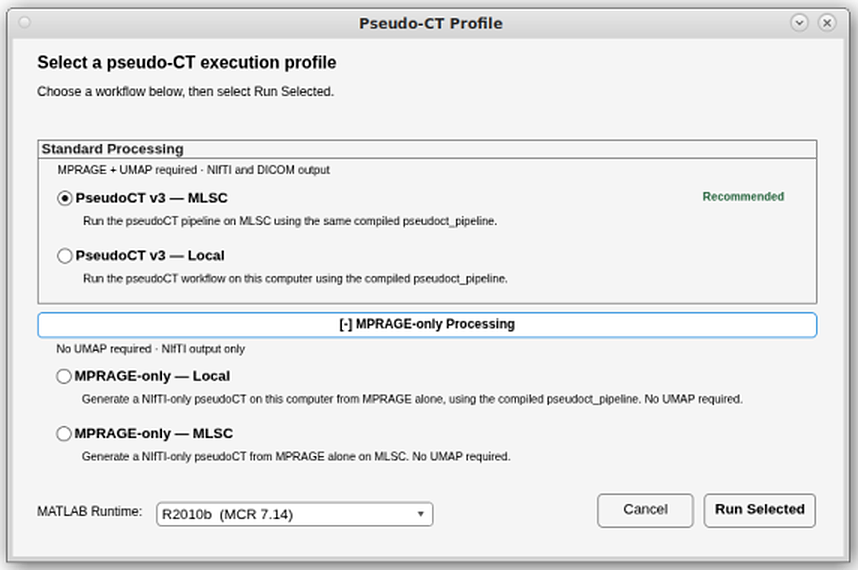 Pseudo-CT Profile
Select a pseudo-CT execution profile
Choose a workflow below, then select Run Selected.
Standard Processing
MPRAGE + UMAP required · NIfTI and DICOM output
PseudoCT v3 — MLSC
Recommended
Run the pseudoCT pipeline on MLSC using the same compiled pseudoct_pipeline.
PseudoCT v3 — Local
Run the pseudoCT workflow on this computer using the compiled pseudoct_pipeline.
[-] MPRAGE-only Processing
No UMAP required · NIfTI output only
MPRAGE-only — Local
Generate a NIfTI-only pseudoCT on this computer from MPRAGE alone, using the compiled pseudoct_pipeline. No UMAP required.
MPRAGE-only — MLSC
Generate a NIfTI-only pseudoCT from MPRAGE alone on MLSC. No UMAP required.
MATLAB Runtime: R2010b (MCR 7.14) Cancel Run Selected